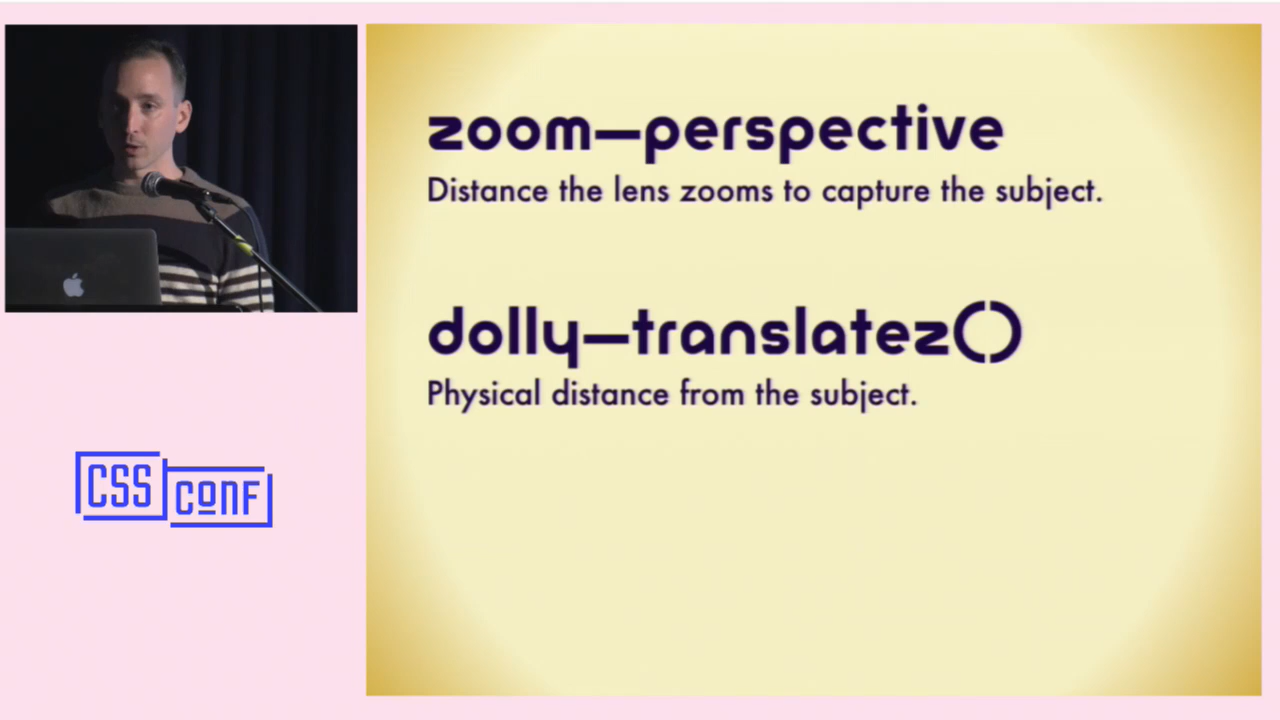 zoom—perspective
Distance the lens zooms to capture the subject.
dolly—translatez()
Physical distance from the subject.
CSS
CONF